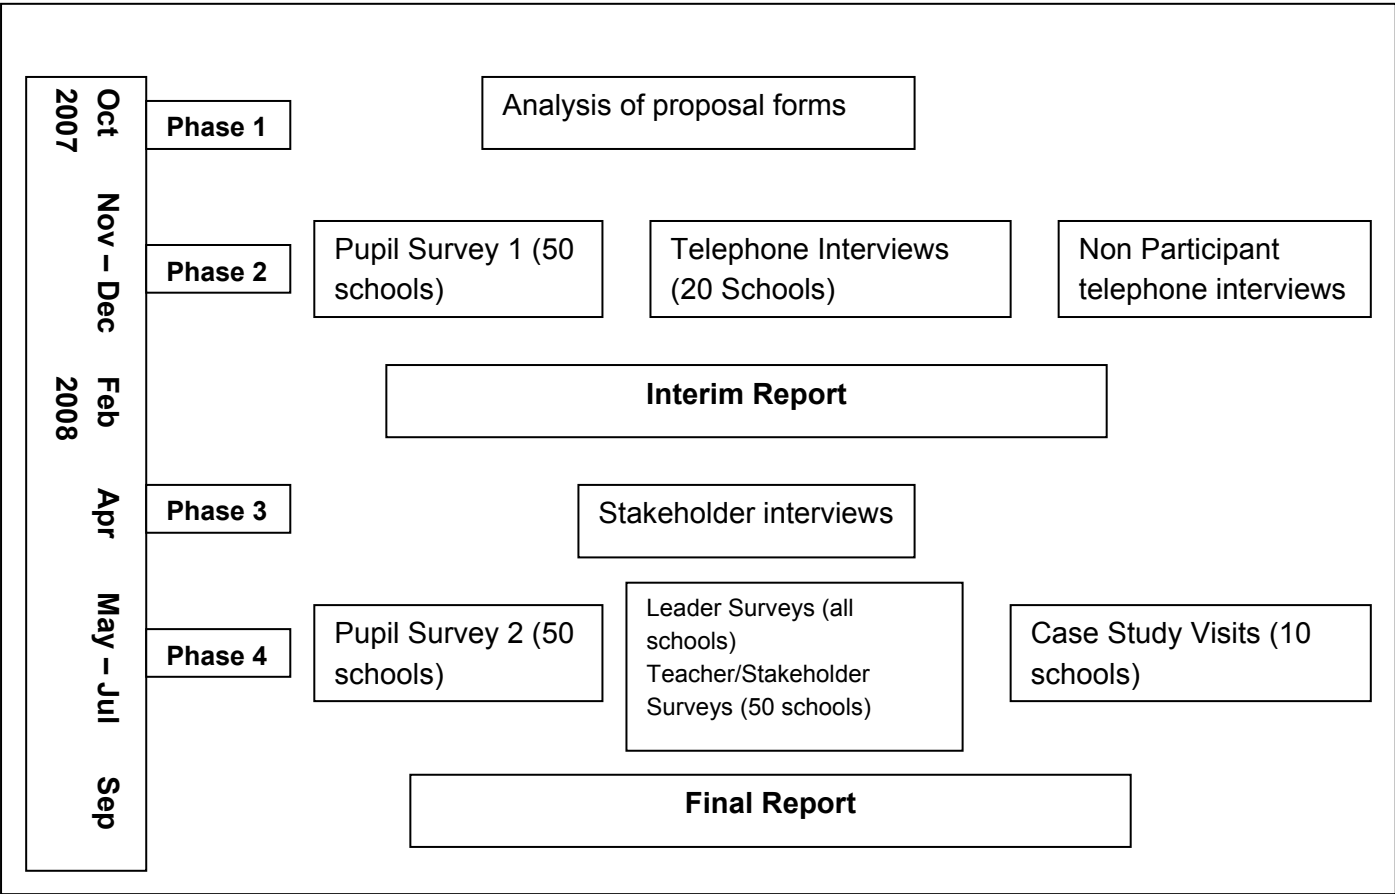 Oct
2007
Phase 1
Analysis of proposal forms
Nov – Dec
Phase 2
Pupil Survey 1 (50
schools)
Telephone Interviews
(20 Schools)
Non Participant
telephone interviews
Feb
2008
Interim Report
Apr
Phase 3
Stakeholder interviews
May – Jul
Phase 4
Pupil Survey 2 (50
schools)
Leader Surveys (all
schools)
Teacher/Stakeholder
Surveys (50 schools)
Case Study Visits (10
schools)
Sep
Final Report